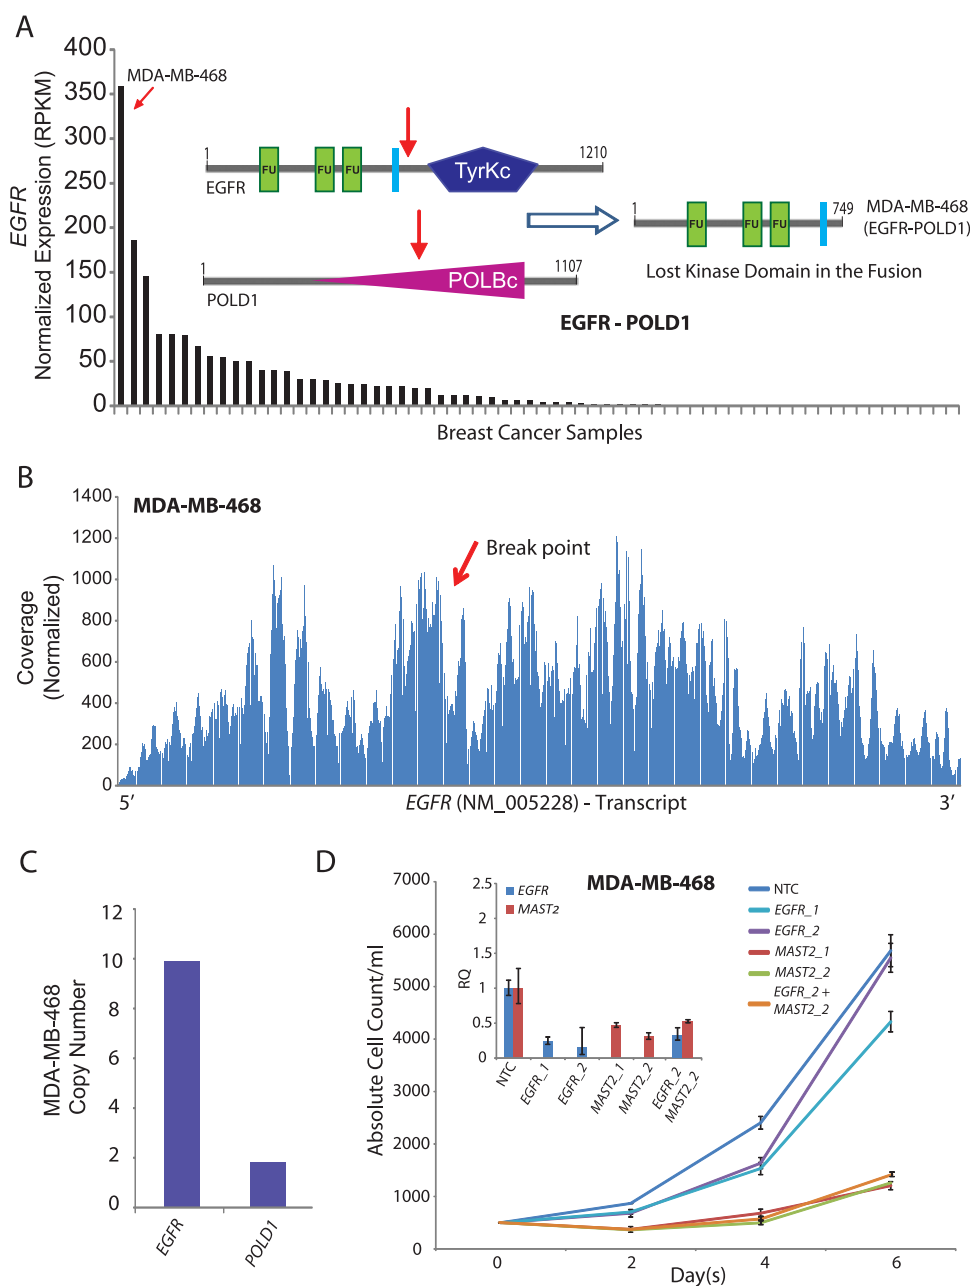 A
EGFR
Normalized Expression (RPKM)
400
350
300
250
200
150
100
50
0
MDA-MB-468
1
1210
FU
FU
FU
TyrKc
EGFR
1
1107
POLBc
POLD1
1
749
FU
FU
FU
MDA-MB-468
(EGFR-POLD1)
Lost Kinase Domain in the Fusion
EGFR - POLD1
Breast Cancer Samples
B
MDA-MB-468
Coverage
(Normalized)
1400
1200
1000
800
600
400
200
0
Break point
5′
EGFR (NM_005228) - Transcript
3′
C
MDA-MB-468
Copy Number
12
10
8
6
4
2
0
EGFR
POLD1
D
Absolute Cell Count/ml
7000
6000
5000
4000
3000
2000
1000
0
0
2
4
6
Day(s)
MDA-MB-468
RQ
2.5
2
1.5
1
0.5
0
EGFR
MAST2
NTC
EGFR_1
EGFR_2
MAST2_1
MAST2_2
EGFR_2
MAST2_2
NTC
EGFR_1
EGFR_2
MAST2_1
MAST2_2
EGFR_2 +
MAST2_2